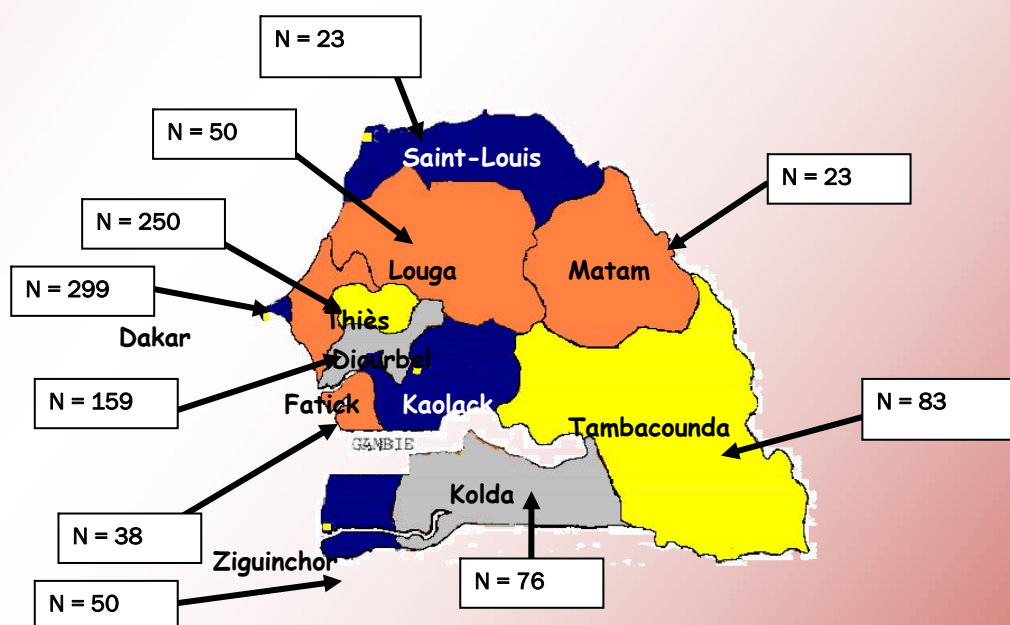 N = 23
N = 50
Saint-Louis
N = 23
N = 250
Louga
Matam
N = 299
Thiès
Dakar
Diourbel
N = 159
Fatick
Kaolack
N = 83
Tambacounda
GAMBIE
Kolda
N = 38
Ziguinchor
N = 76
N = 50